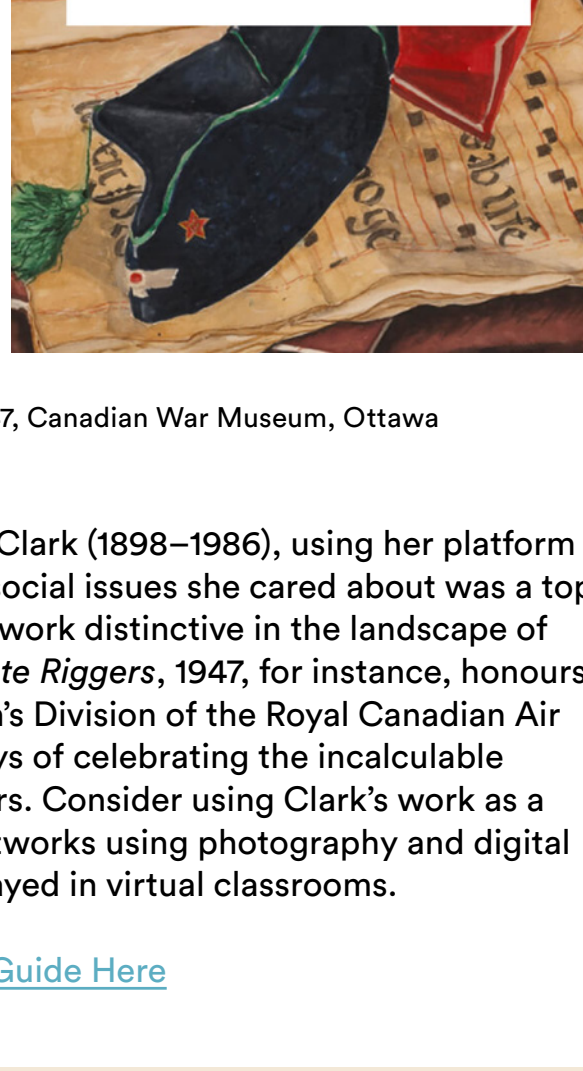 7, Canadian War Museum, Ottawa
Clark (1898–1986), using her platform
social issues she cared about was a top
work distinctive in the landscape of
te Riggers, 1947, for instance, honours
's Division of the Royal Canadian Air
ys of celebrating the incalculable
rs. Consider using Clark's work as a
tworks using photography and digital
ayed in virtual classrooms.
Guide Here